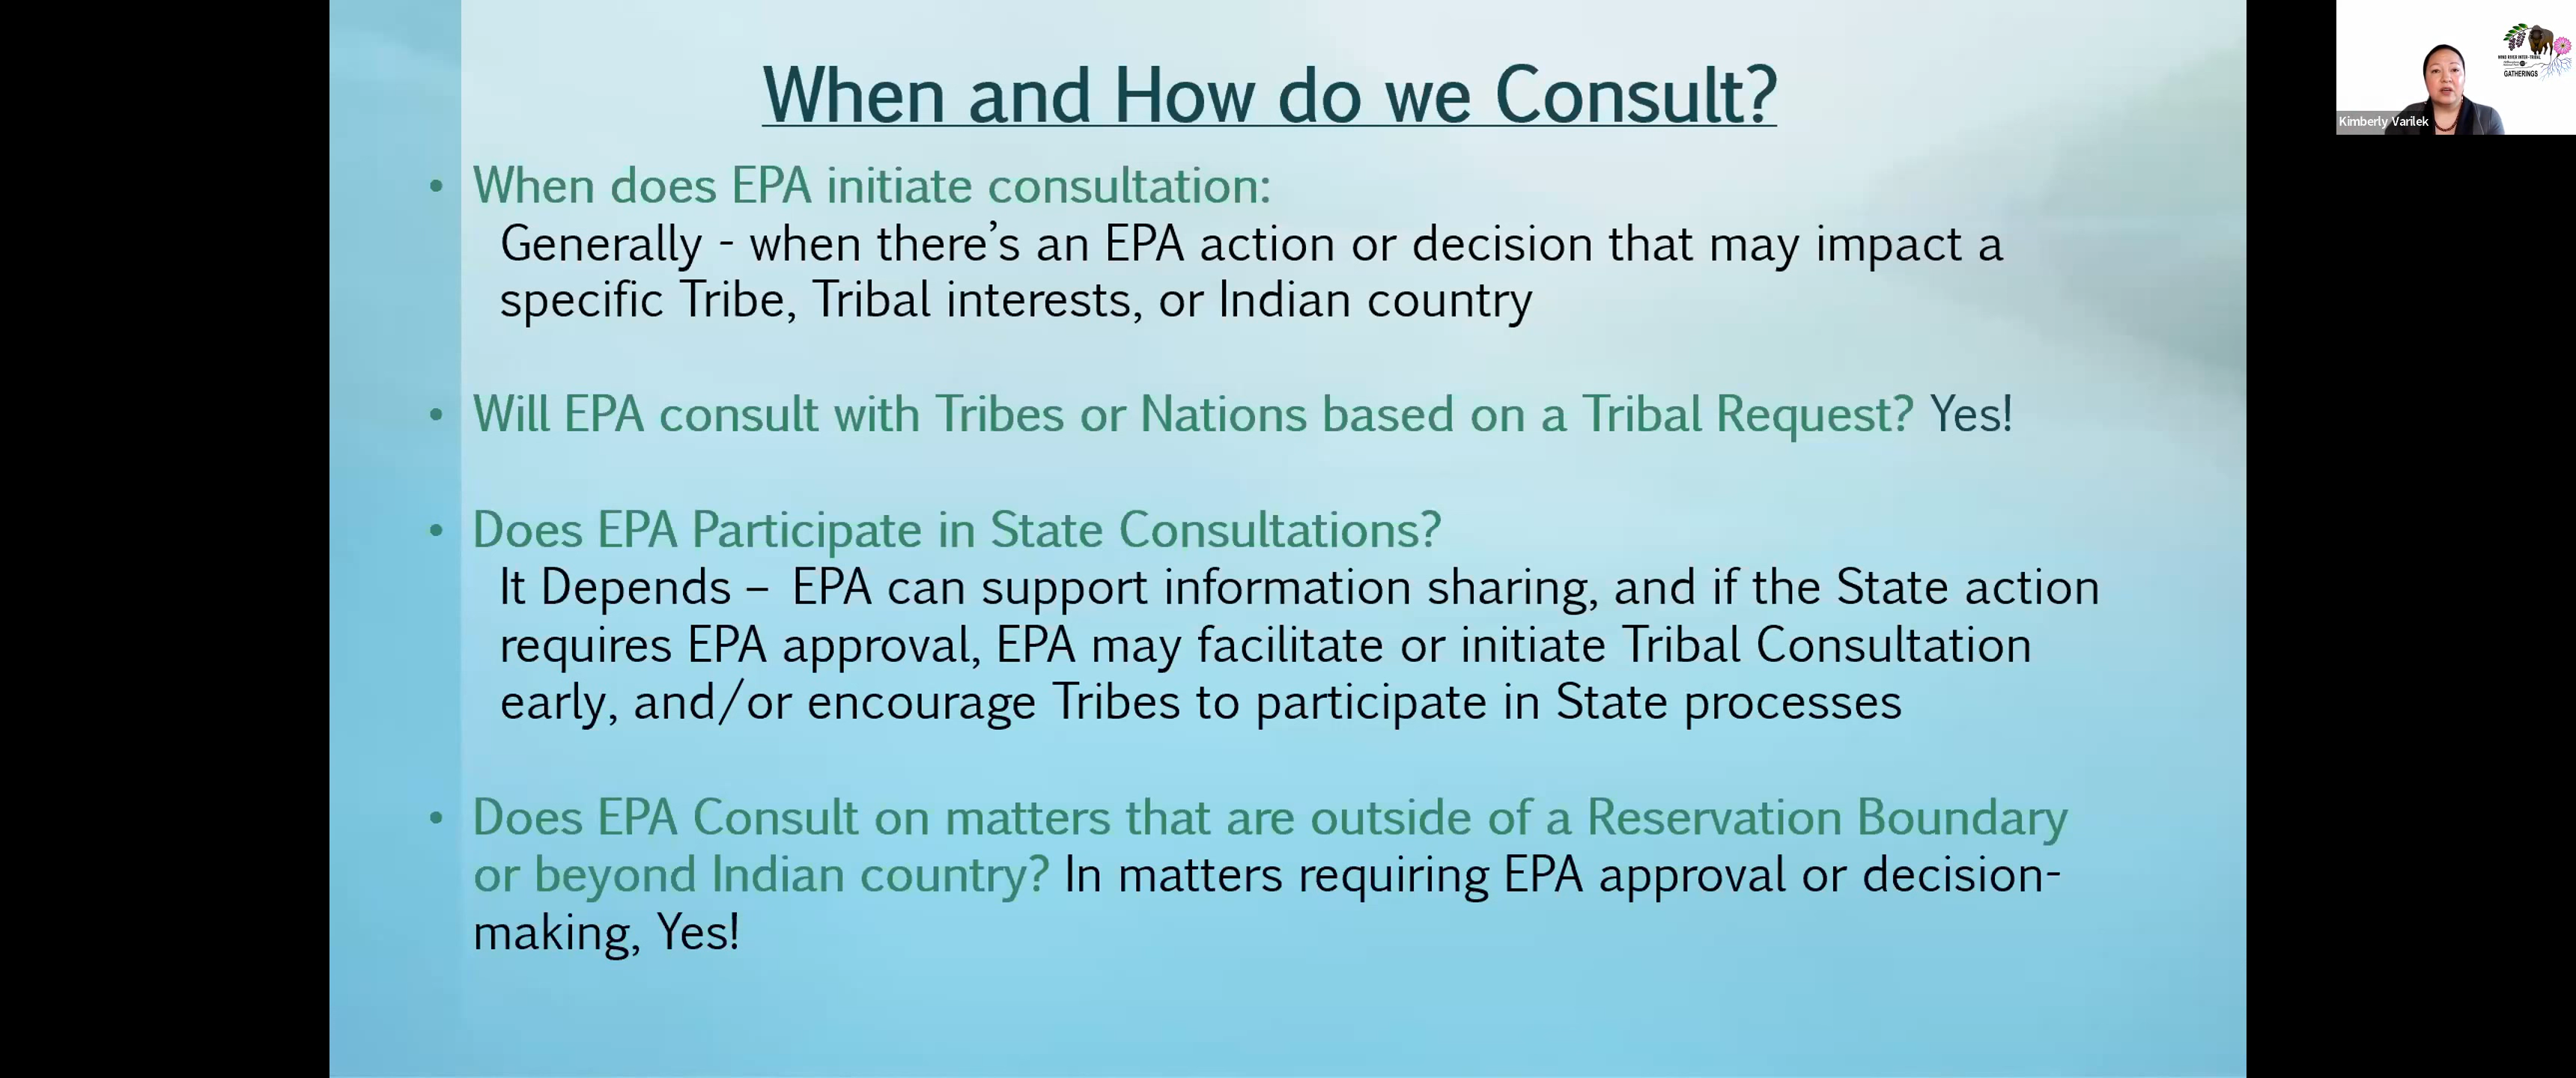 When and How do we Consult?
• When does EPA initiate consultation:
Generally - when there’s an EPA action or decision that may impact a
specific Tribe, Tribal interests, or Indian country
• Will EPA consult with Tribes or Nations based on a Tribal Request? Yes!
• Does EPA Participate in State Consultations?
It Depends – EPA can support information sharing, and if the State action
requires EPA approval, EPA may facilitate or initiate Tribal Consultation
early, and/or encourage Tribes to participate in State processes
• Does EPA Consult on matters that are outside of a Reservation Boundary
or beyond Indian country? In matters requiring EPA approval or decision-
making, Yes!
WIND RIVER INTER-TRIBAL
GATHERINGS
Kimberly Varilek